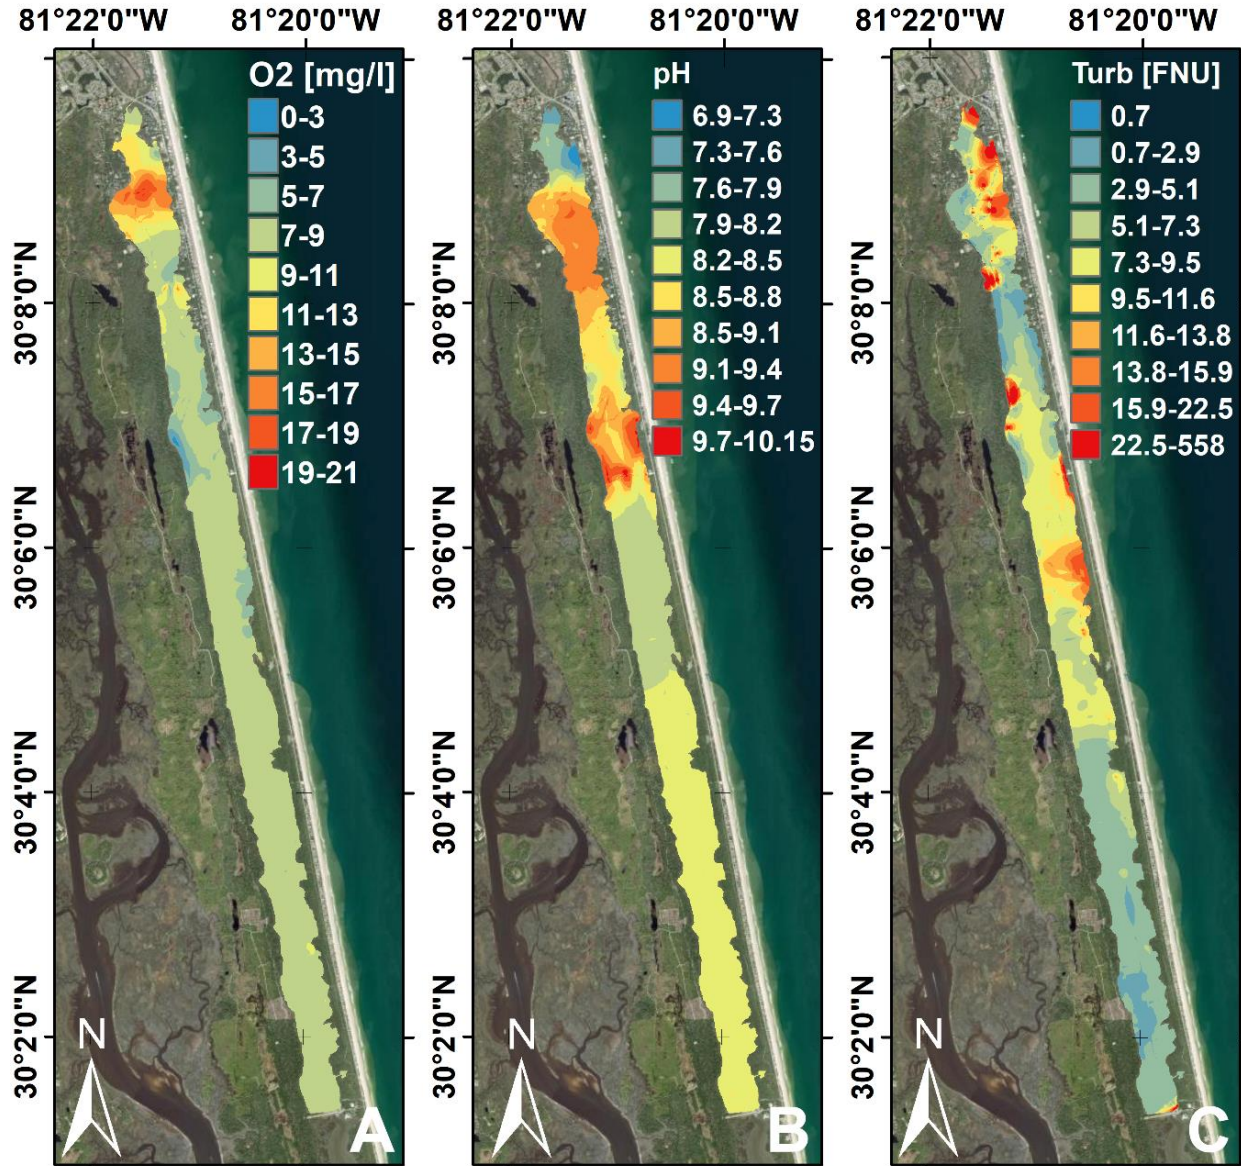 81°22'0"W 81°20'0"W
O2 [mg/l]
0-3
3-5
5-7
7-9
9-11
11-13
13-15
15-17
17-19
19-21
30°8'0"N
30°6'0"N
30°4'0"N
30°2'0"N
N
A
81°22'0"W 81°20'0"W
pH
6.9-7.3
7.3-7.6
7.6-7.9
7.9-8.2
8.2-8.5
8.5-8.8
8.5-9.1
9.1-9.4
9.4-9.7
9.7-10.15
30°8'0"N
30°6'0"N
30°4'0"N
30°2'0"N
N
B
81°22'0"W 81°20'0"W
Turb [FNU]
0.7
0.7-2.9
2.9-5.1
5.1-7.3
7.3-9.5
9.5-11.6
11.6-13.8
13.8-15.9
15.9-22.5
22.5-558
30°8'0"N
30°6'0"N
30°4'0"N
30°2'0"N
N
C